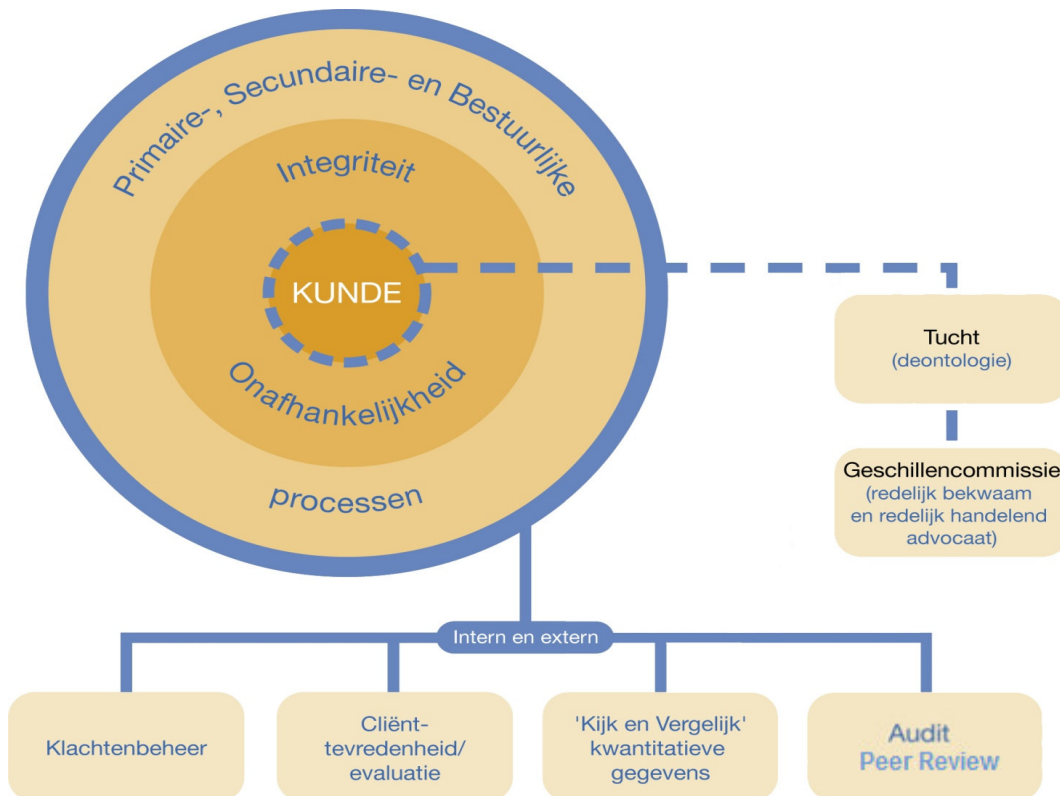 Primaire-, Secundaire- en Bestuurlijke
Integriteit
KUNDE
Onafhankelijkheid
processen
Tucht
(deontologie)
Geschillencommissie
(redelijk bekwaam
en redelijk handelend
advocaat)
Intern en extern
Klachtenbeheer
Cliënt-
tevredenheid/
evaluatie
'Kijk en Vergelijk'
kwantitatieve
gegevens
Audit
Peer Review